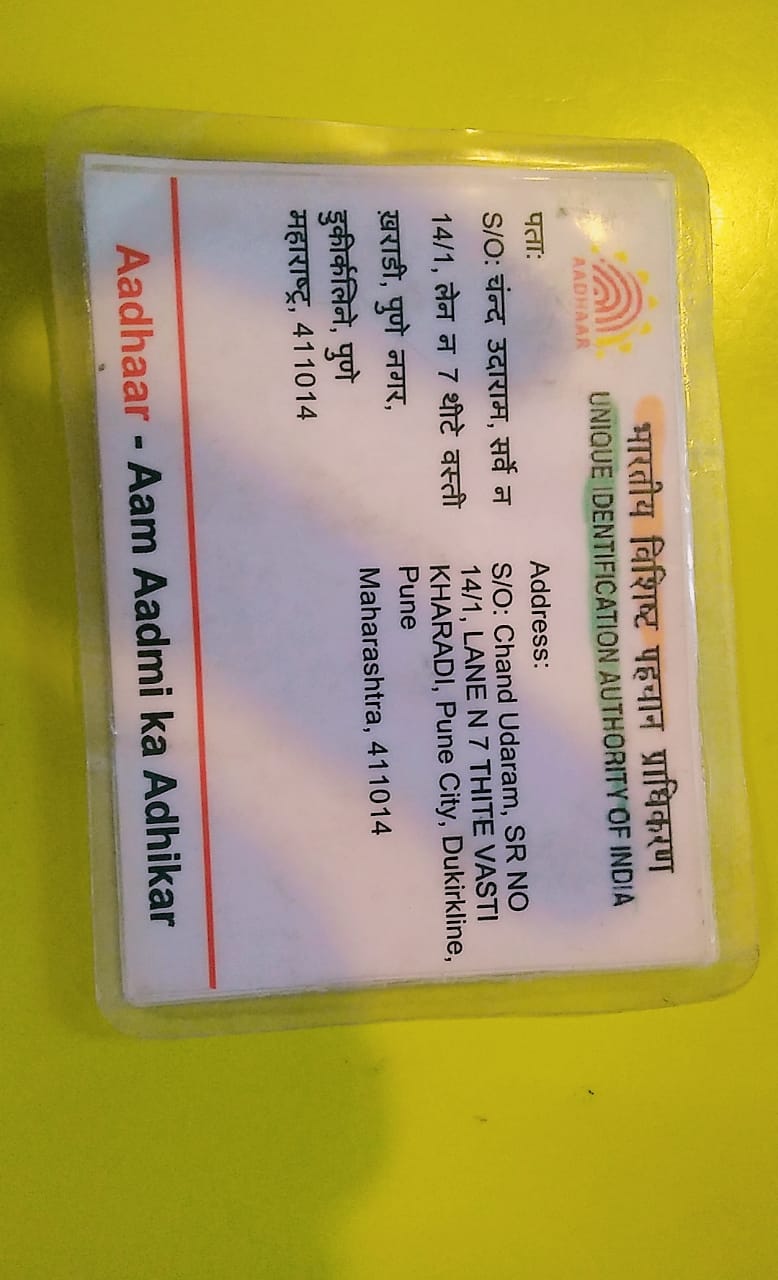 भारतीय विशिष्ट पहचान प्राधिकरण
UNIQUE IDENTIFICATION AUTHORITY OF INDIA
AADHAAR
पता:
S/O: चंन्द उदाराम, सर्वे न
14/1, लेन न 7 थीटे वस्ती
ख़राडी, पुणे नगर,
डुकीर्कलिने, पुणे
महाराष्ट्र, 411014
Address:
S/O: Chand Udaram, SR NO
14/1, LANE N 7 THITE VASTI
KHARADI, Pune City, Dukirkline,
Pune
Maharashtra, 411014
Aadhaar - Aam Aadmi ka Adhikar